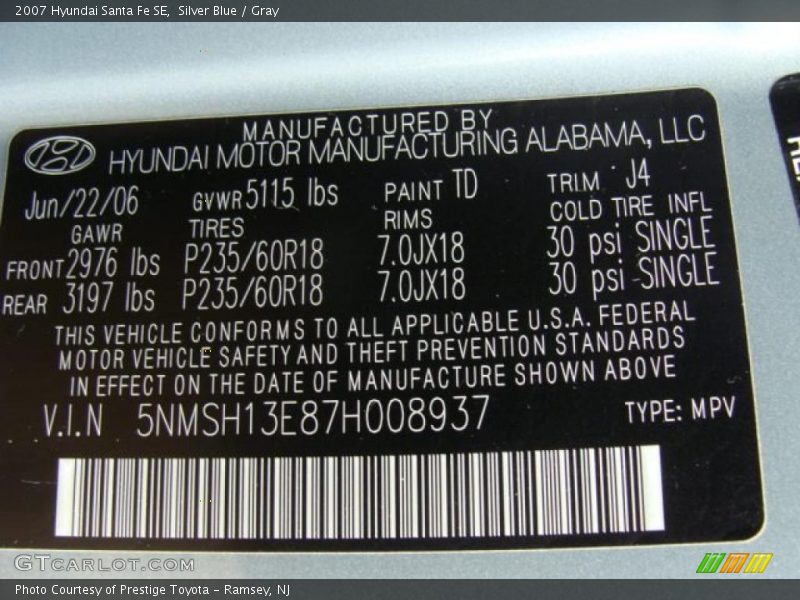 2007 Hyundai Santa Fe SE, Silver Blue / Gray
MANUFACTURED BY
HYUNDAI MOTOR MANUFACTURING ALABAMA, LLC
Jun/22/06 GVWR 5115 lbs PAINT TD TRIM J4
GAWR TIRES RIMS COLD TIRE INFL
FRONT 2976 lbs P235/60R18 7.0JX18 30 psi SINGLE
REAR 3197 lbs P235/60R18 7.0JX18 30 psi SINGLE
THIS VEHICLE CONFORMS TO ALL APPLICABLE U.S.A. FEDERAL
MOTOR VEHICLE SAFETY AND THEFT PREVENTION STANDARDS
IN EFFECT ON THE DATE OF MANUFACTURE SHOWN ABOVE
V.I.N 5NMSH13E87H008937 TYPE: MPV
GTCARLOT.COM
Photo Courtesy of Prestige Toyota - Ramsey, NJ